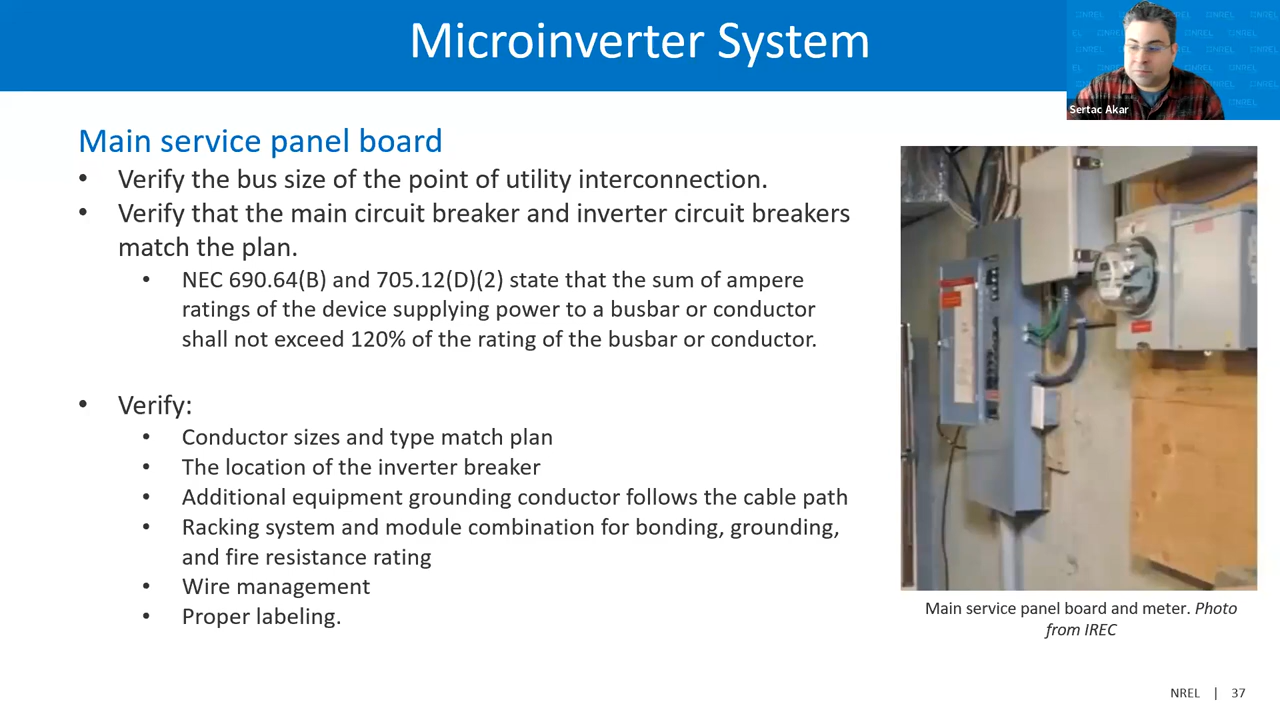 Microinverter System
Sertac Akar
Main service panel board
• Verify the bus size of the point of utility interconnection.
• Verify that the main circuit breaker and inverter circuit breakers
match the plan.
• NEC 690.64(B) and 705.12(D)(2) state that the sum of ampere
ratings of the device supplying power to a busbar or conductor
shall not exceed 120% of the rating of the busbar or conductor.
• Verify:
• Conductor sizes and type match plan
• The location of the inverter breaker
• Additional equipment grounding conductor follows the cable path
• Racking system and module combination for bonding, grounding,
and fire resistance rating
• Wire management
• Proper labeling.
Main service panel board and meter. Photo
from IREC
NREL | 37